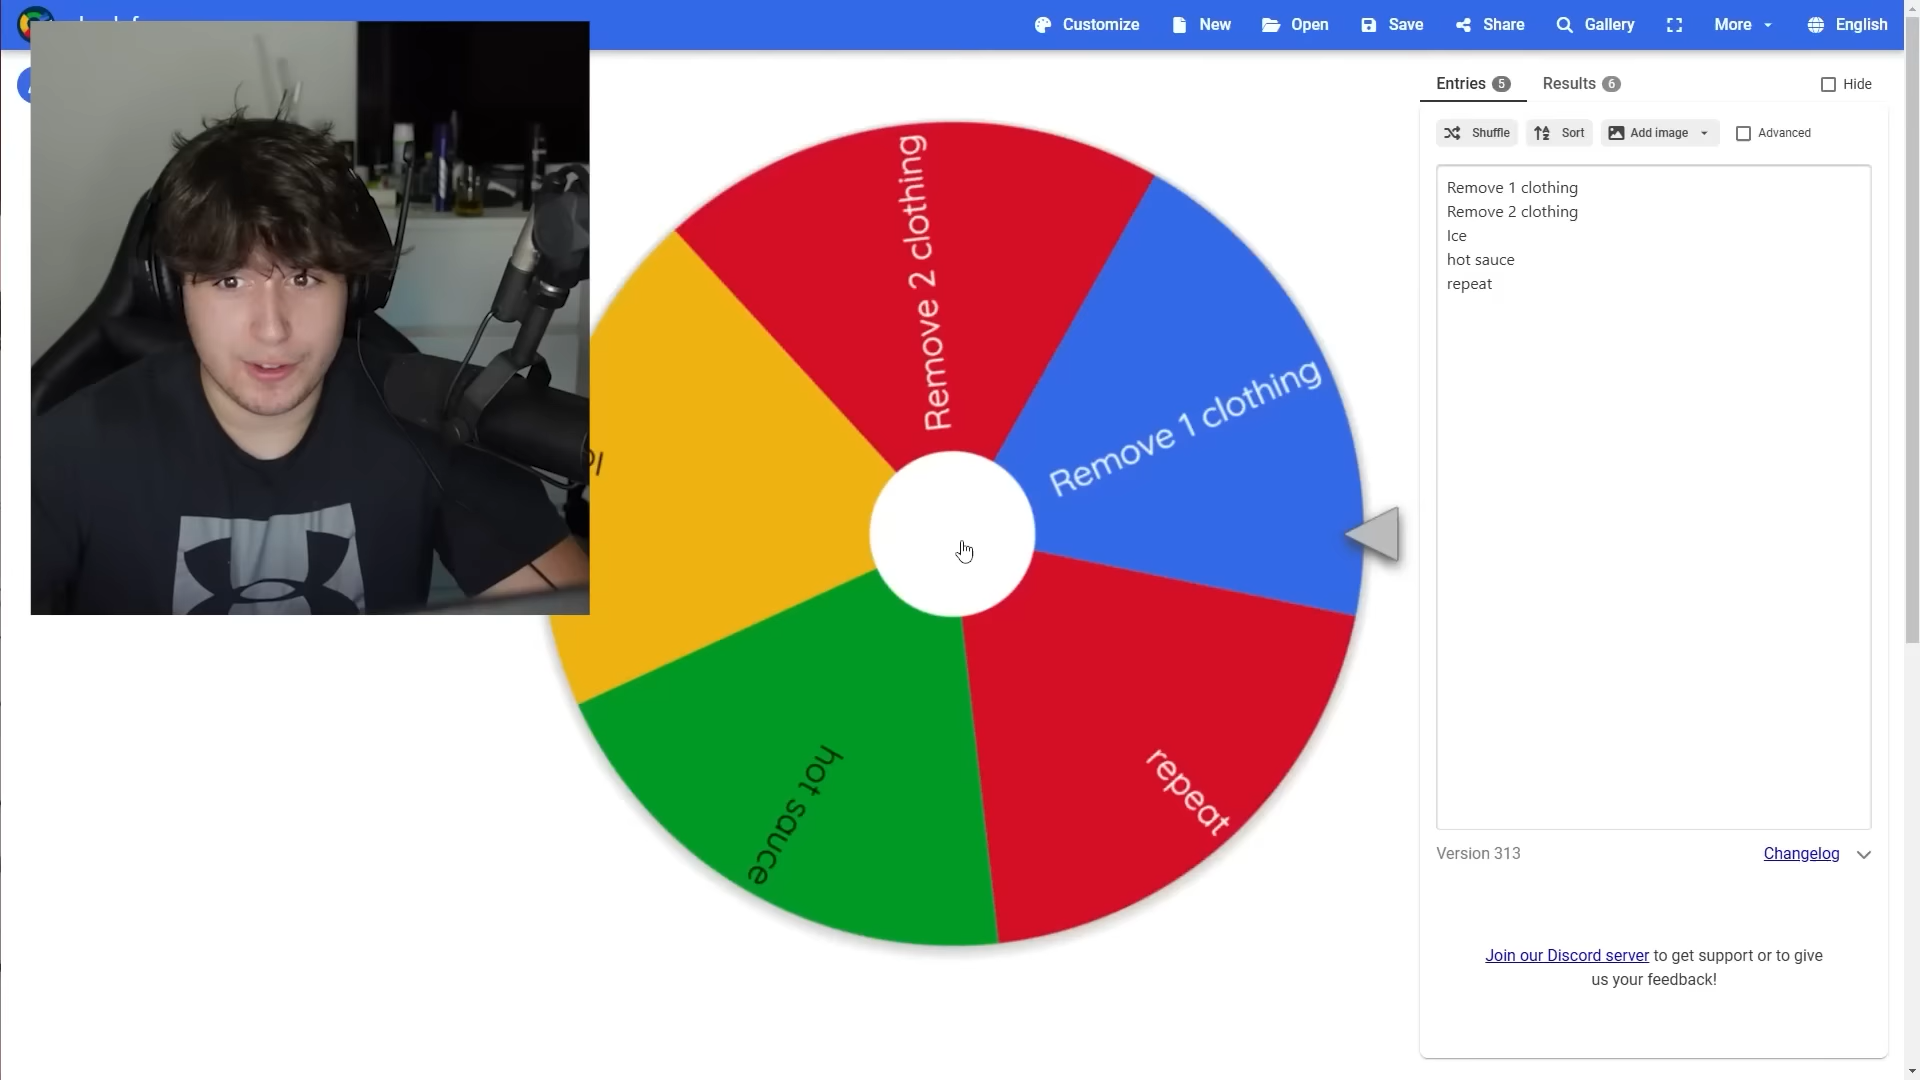 Customize
New
Open
Save
Share
Gallery
More
English
Entries 5
Results 6
Hide
Shuffle
Sort
Add image
Advanced
Remove 1 clothing
Remove 2 clothing
Ice
hot sauce
repeat
Remove 2 clothing
Remove 1 clothing
repeat
hot sauce
Version 313
Changelog
Join our Discord server to get support or to give
us your feedback!